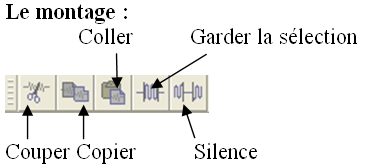 Le montage :
Coller Garder la sélection
Couper Copier Silence